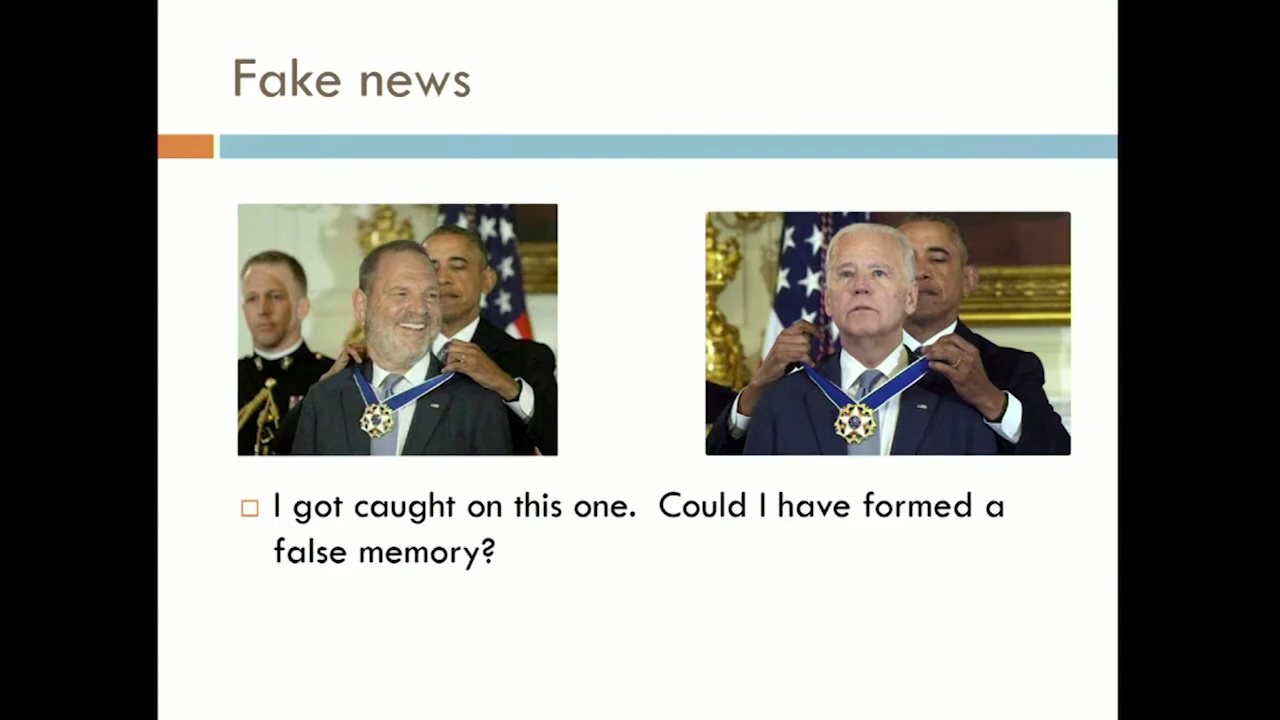 Fake news
I got caught on this one. Could I have formed a
false memory?